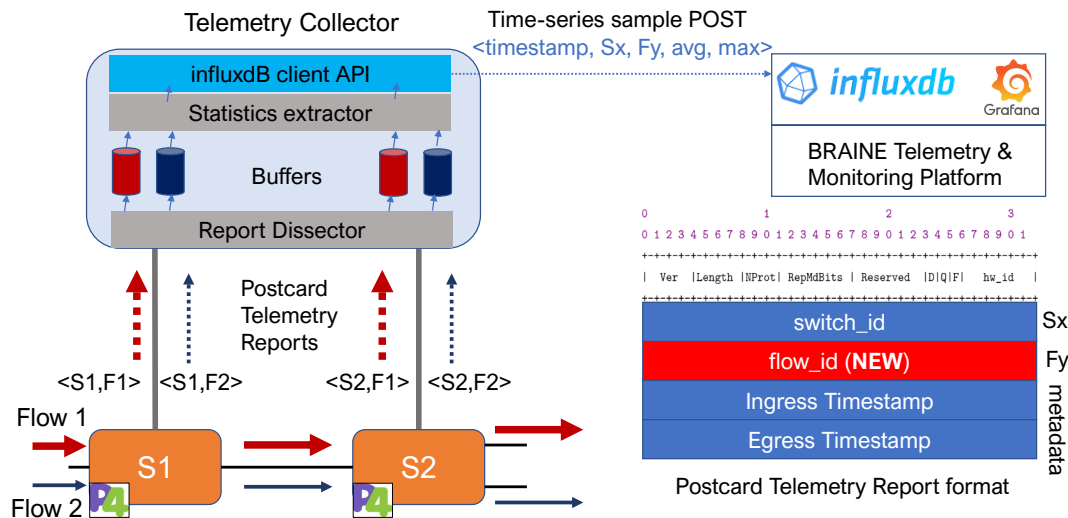 Telemetry Collector
influxdB client API
Statistics extractor
Buffers
Report Dissector
Time-series sample POST
<timestamp, Sx, Fy, avg, max>
influxdb
Grafana
BRAINE Telemetry &
Monitoring Platform
Postcard
Telemetry
Reports
<S1,F1>
<S1,F2>
<S2,F1>
<S2,F2>
Flow 1
S1
S2
Flow 2
P4
P4
0 1 2 3
0 1 2 3 4 5 6 7 8 9 0 1 2 3 4 5 6 7 8 9 0 1 2 3 4 5 6 7 8 9 0 1
+-+-+-+-+-+-+-+-+-+-+-+-+-+-+-+-+-+-+-+-+-+-+-+-+-+-+-+-+-+-+-+-+
| Ver |Length |NProt| RepMdBits | Reserved |D|Q|F| hw_id |
+-+-+-+-+-+-+-+-+-+-+-+-+-+-+-+-+-+-+-+-+-+-+-+-+-+-+-+-+-+-+-+-+
switch_id
Sx
flow_id (NEW)
Fy
Ingress Timestamp
Egress Timestamp
metadata
Postcard Telemetry Report format